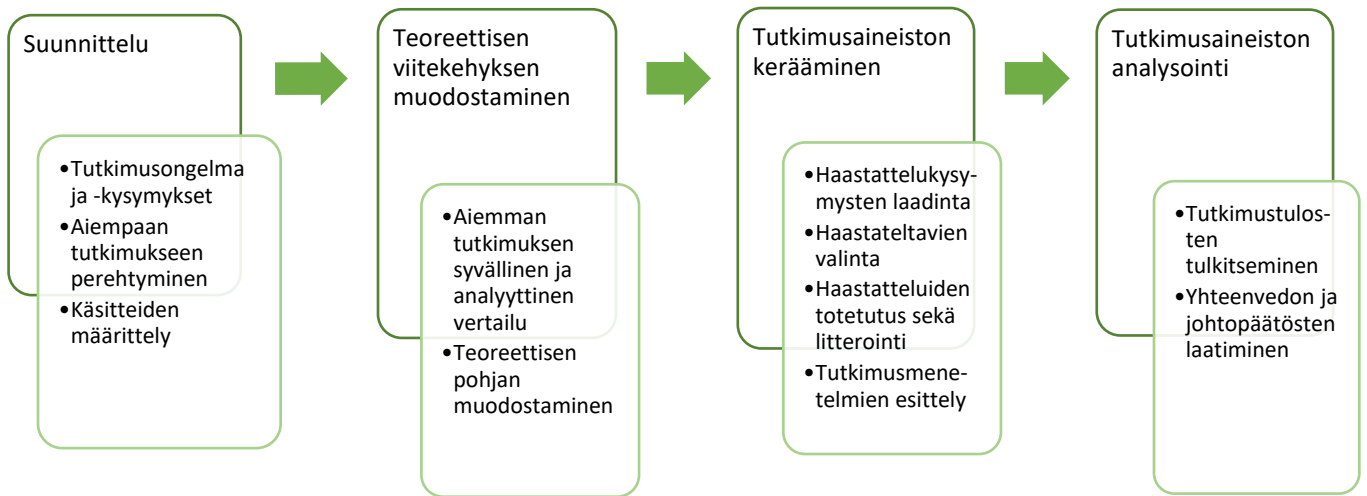 Suunnittelu
•Tutkimusongelma
ja -kysymykset
•Aiempaan
tutkimukseen
perehtyminen
•Käsitteiden
määrittely
Teoreettisen
viitekehyksen
muodostaminen
•Aiemman
tutkimuksen
syvällinen ja
analyyttinen
vertailu
•Teoreettisen
pohjan
muodostaminen
Tutkimusaineiston
kerääminen
•Haastattelukysy-
mysten laadinta
•Haastateltavien
valinta
•Haastatteluiden
totetutus sekä
litterointi
•Tutkimusmene-
telmien esittely
Tutkimusaineiston
analysointi
•Tutkimustulos-
ten
tulkitseminen
•Yhteenvedon ja
johtopäätösten
laatiminen